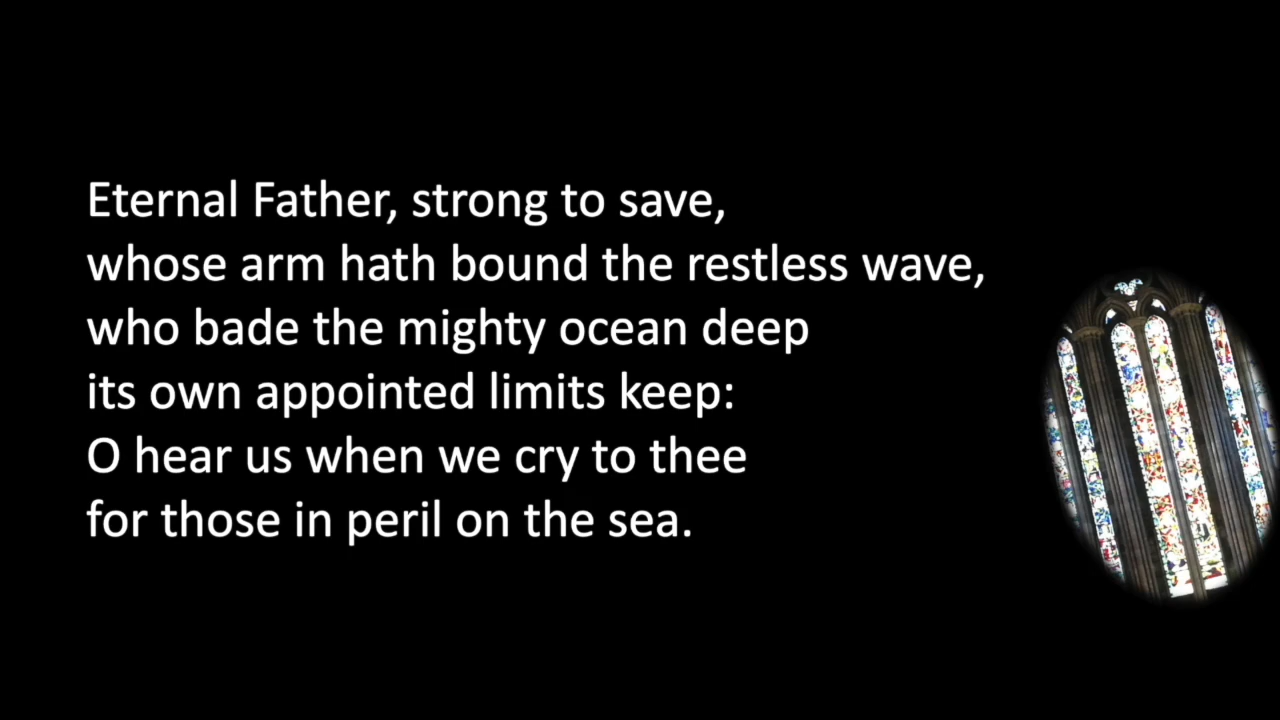 Eternal Father, strong to save,
whose arm hath bound the restless wave,
who bade the mighty ocean deep
its own appointed limits keep:
O hear us when we cry to thee
for those in peril on the sea.